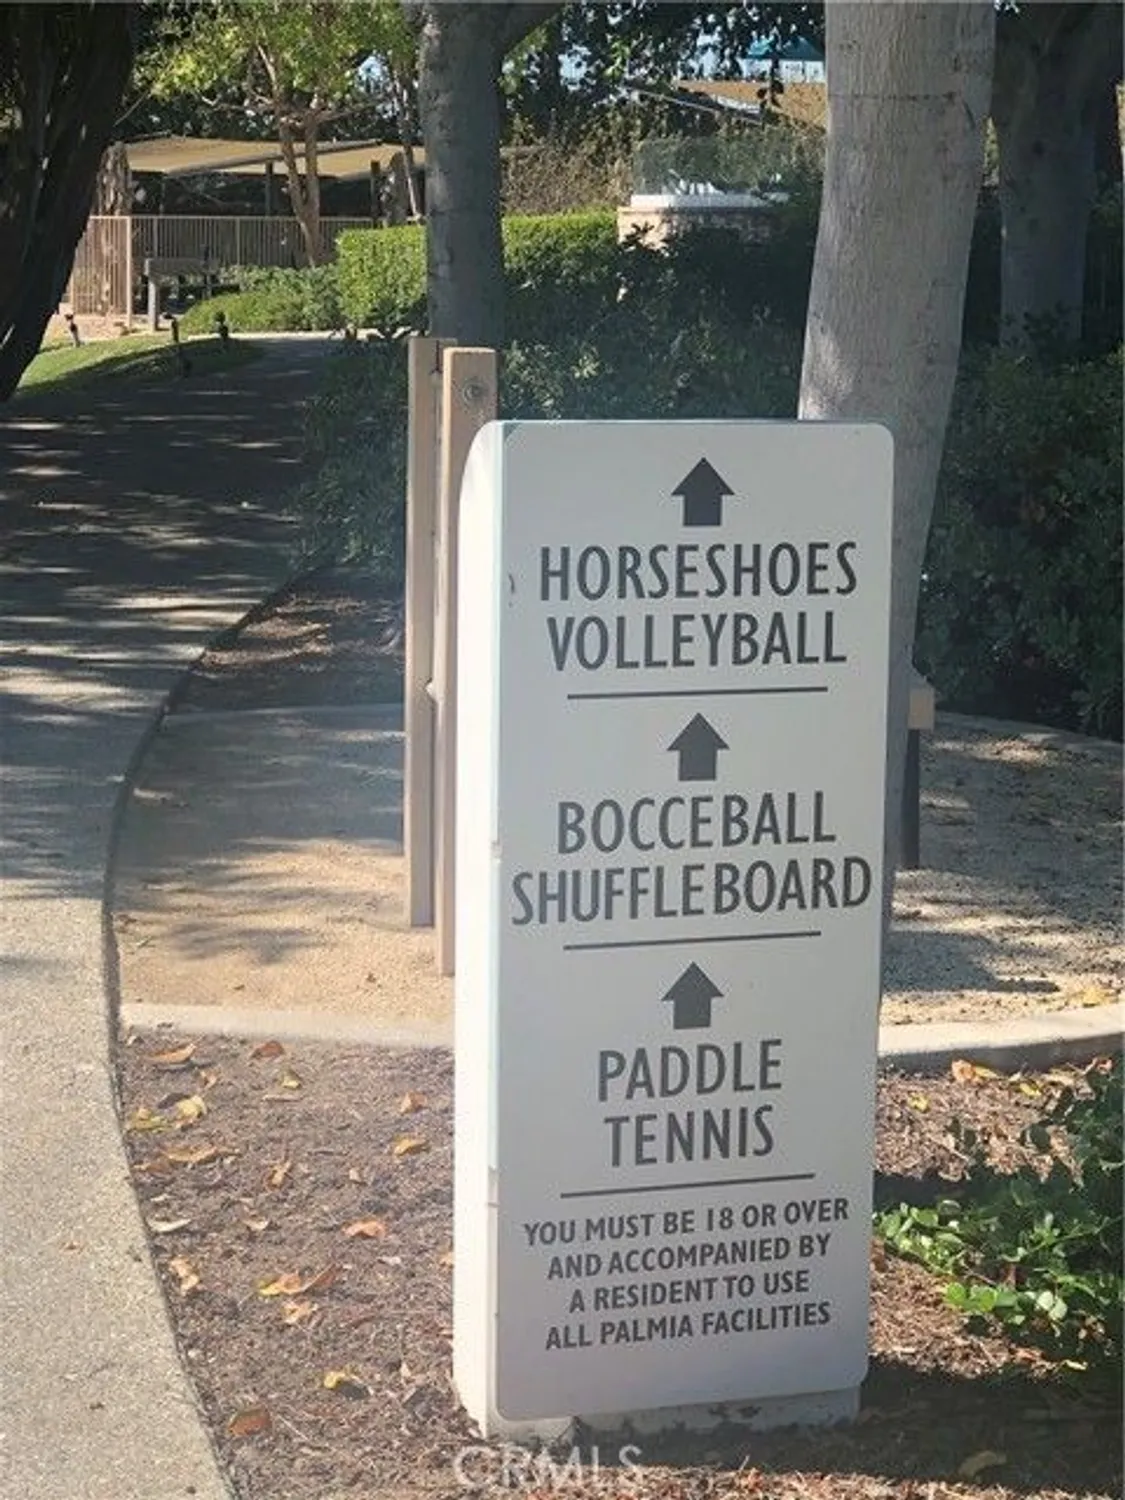 HORSESHOES
VOLLEYBALL
BOCCEBALL
SHUFFLEBOARD
PADDLE
TENNIS
YOU MUST BE 18 OR OVER
AND ACCOMPANIED BY
A RESIDENT TO USE
ALL PALMIA FACILITIES
CRMLS